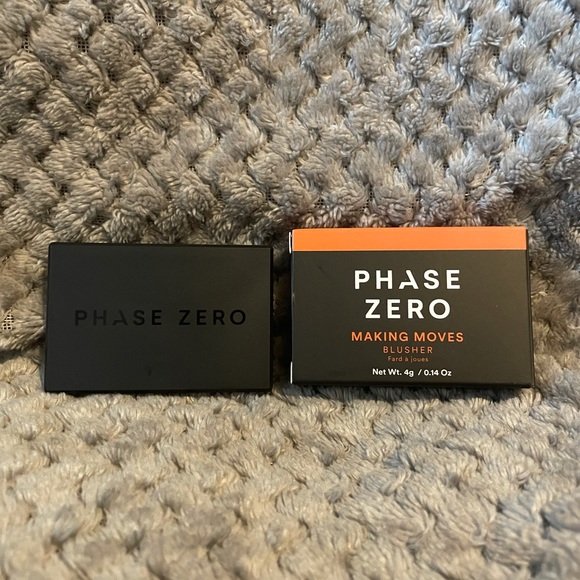 PHASE ZERO
PHASE
ZERO
MAKING MOVES
BLUSHER
Fard à joues
Net Wt. 4g / 0.14 Oz